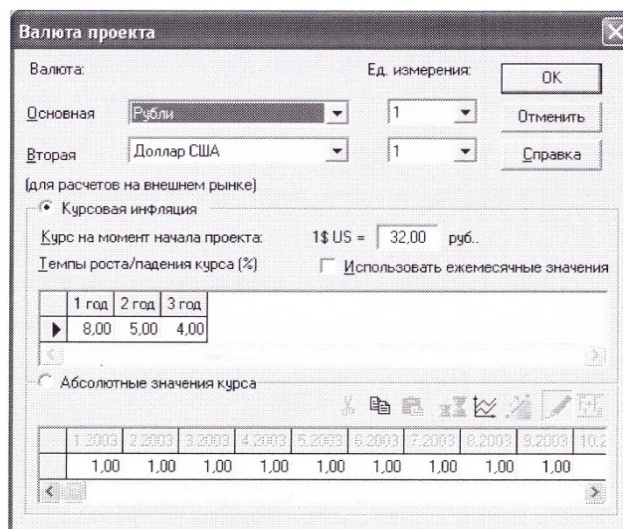 Валюта проекта
Валюта: Ед. измерения: OK
Основная Рубли 1 Отменить
Вторая Доллар США 1 Справка
(для расчетов на внешнем рынке)
Курсовая инфляция
Курс на момент начала проекта: 1$ US = 32,00 руб..
Темпы роста/падения курса (%) Использовать ежемесячные значения
1 год 2 год 3 год
8,00 5,00 4,00
Абсолютные значения курса
1.2003 2.2003 3.2003 4.2003 5.2003 6.2003 7.2003 8.2003 9.2003 10.2
1,00 1,00 1,00 1,00 1,00 1,00 1,00 1,00 1,00